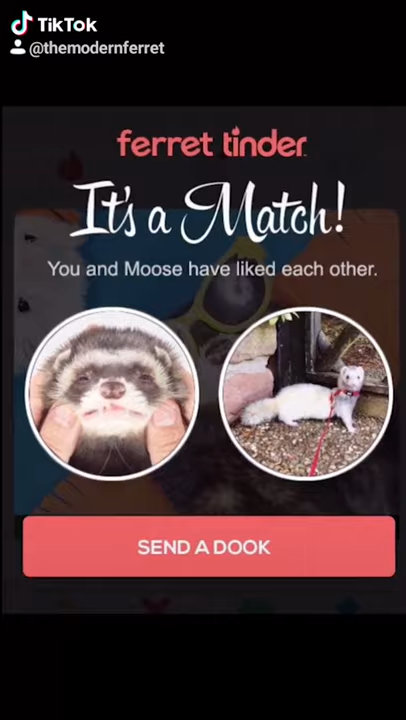 TikTok
@themodernferret
ferret tinder
It's a Match!
You and Moose have liked each other.
SEND A DOOK